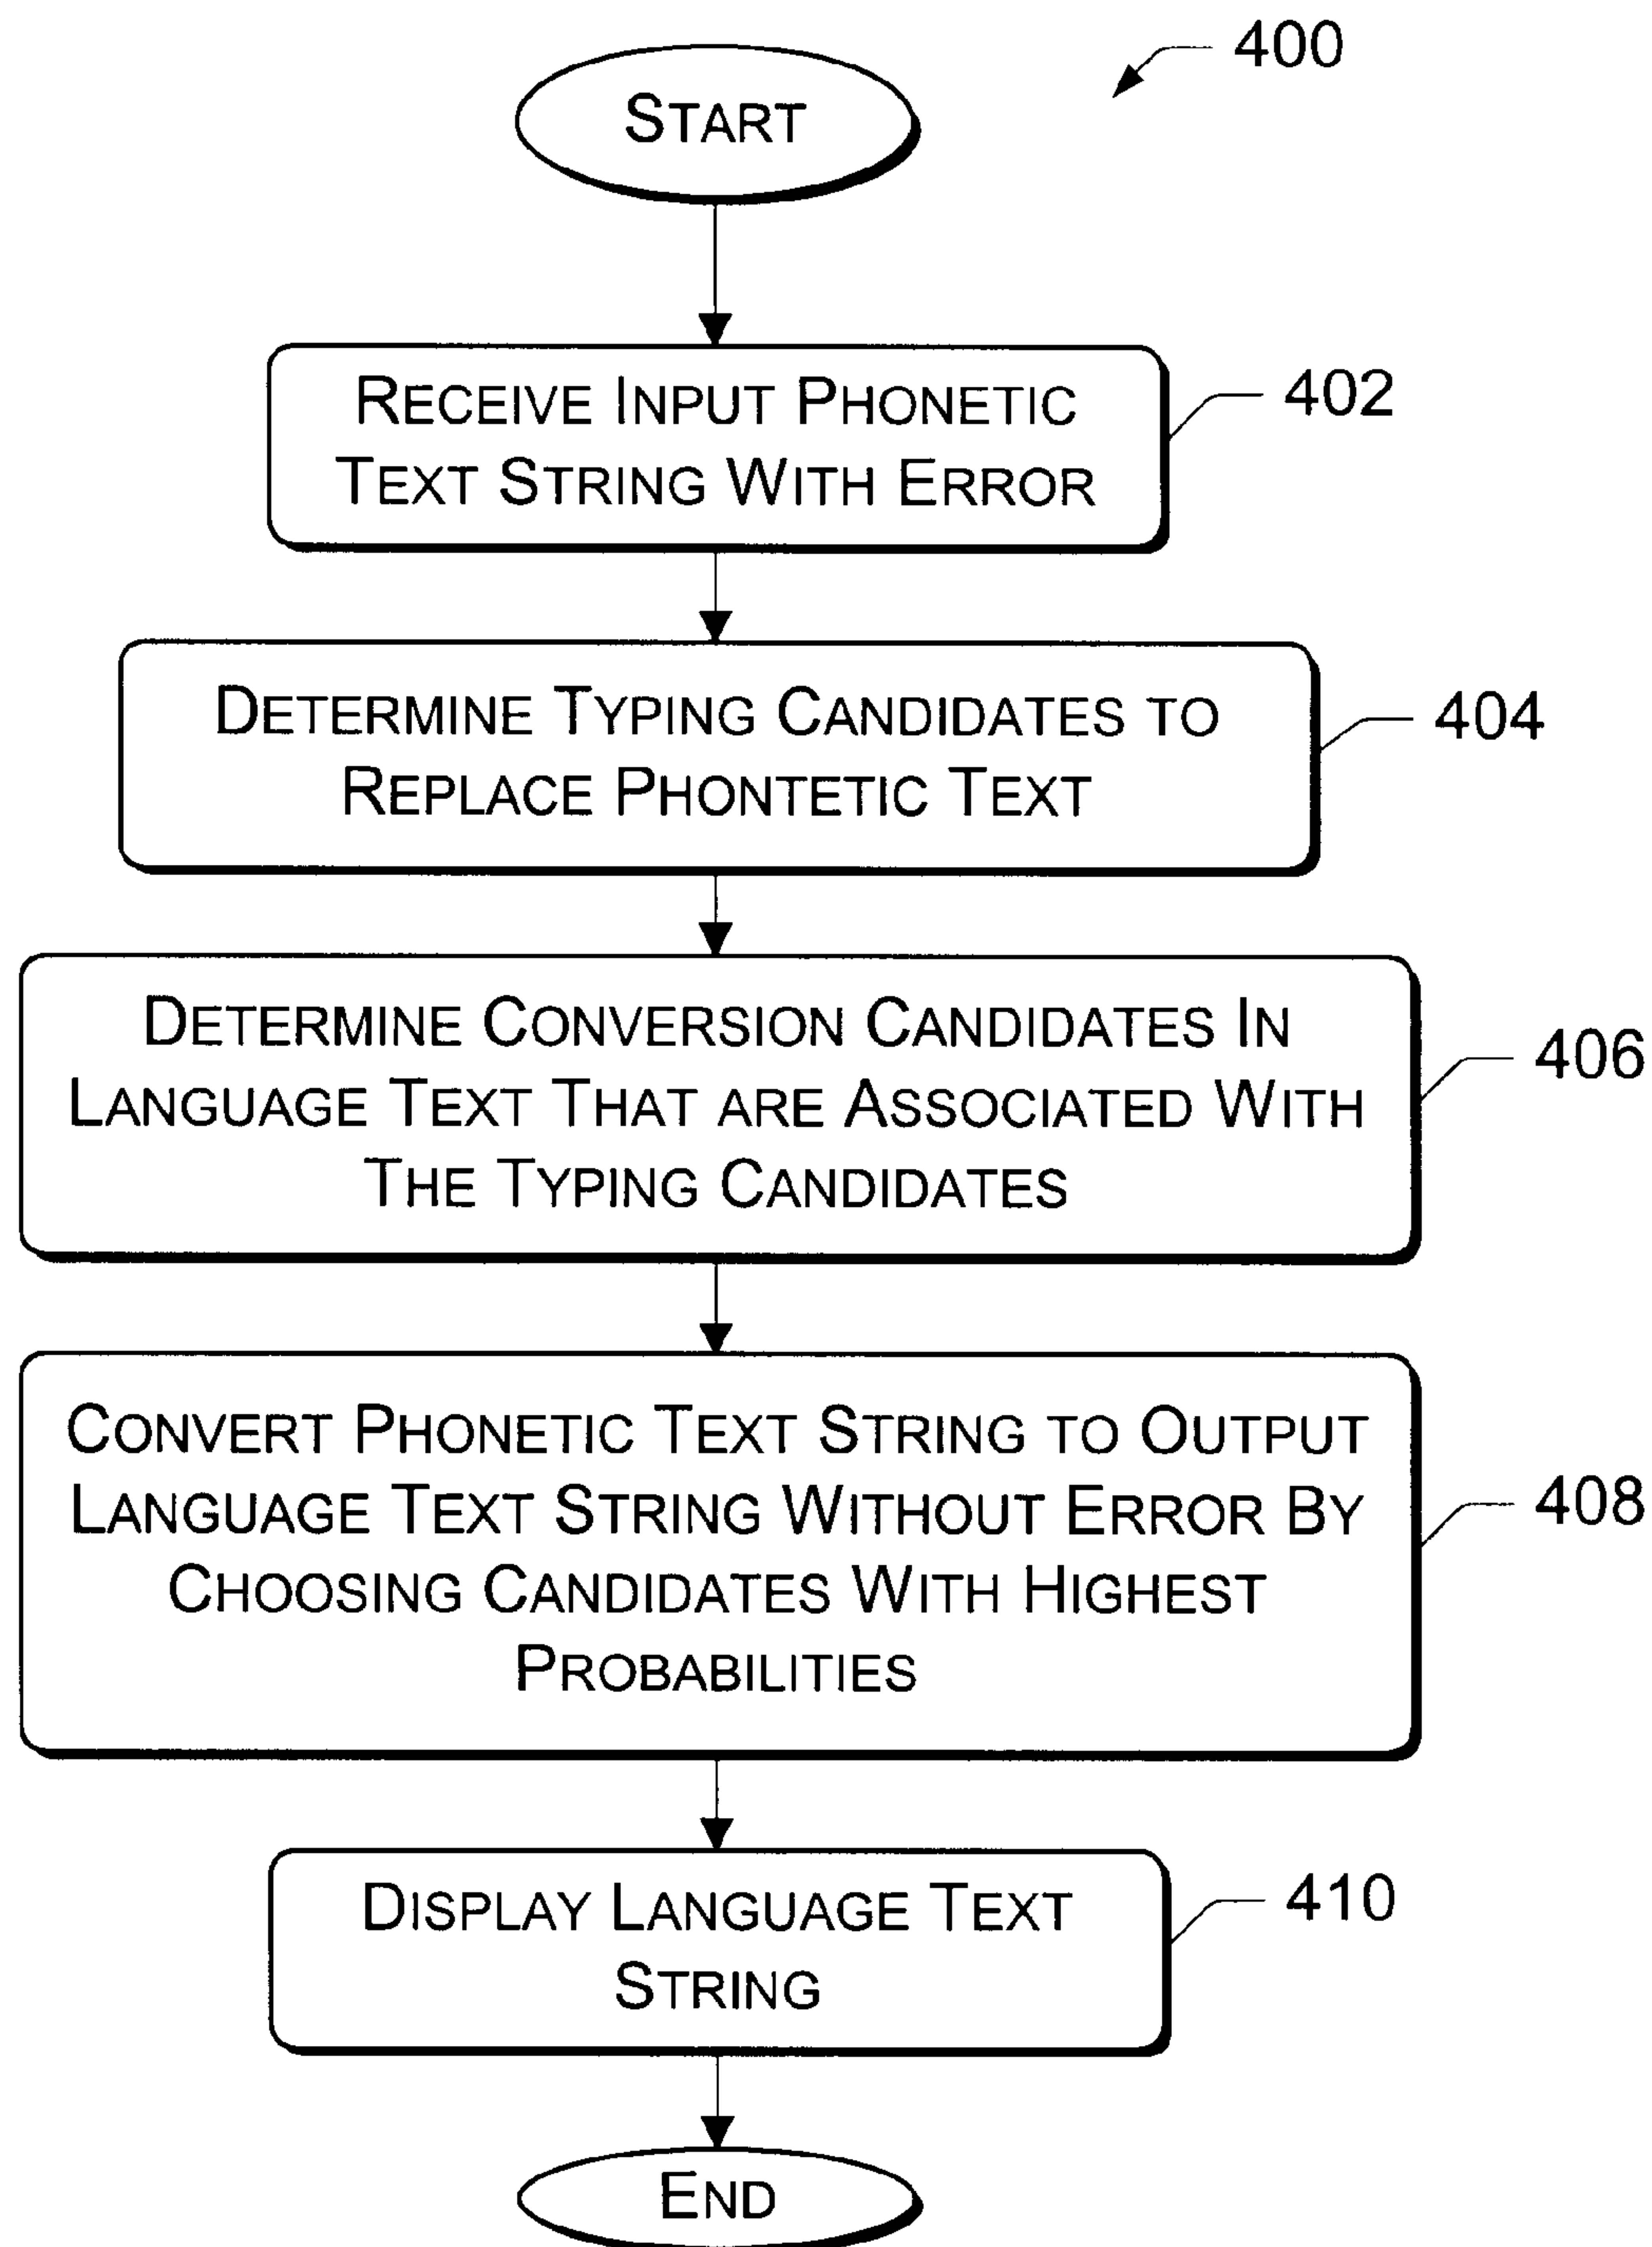 400
START
RECEIVE INPUT PHONETIC
TEXT STRING WITH ERROR
402
DETERMINE TYPING CANDIDATES TO
REPLACE PHONTETIC TEXT
404
DETERMINE CONVERSION CANDIDATES IN
LANGUAGE TEXT THAT ARE ASSOCIATED WITH
THE TYPING CANDIDATES
406
CONVERT PHONETIC TEXT STRING TO OUTPUT
LANGUAGE TEXT STRING WITHOUT ERROR BY
CHOOSING CANDIDATES WITH HIGHEST
PROBABILITIES
408
DISPLAY LANGUAGE TEXT
STRING
410
END